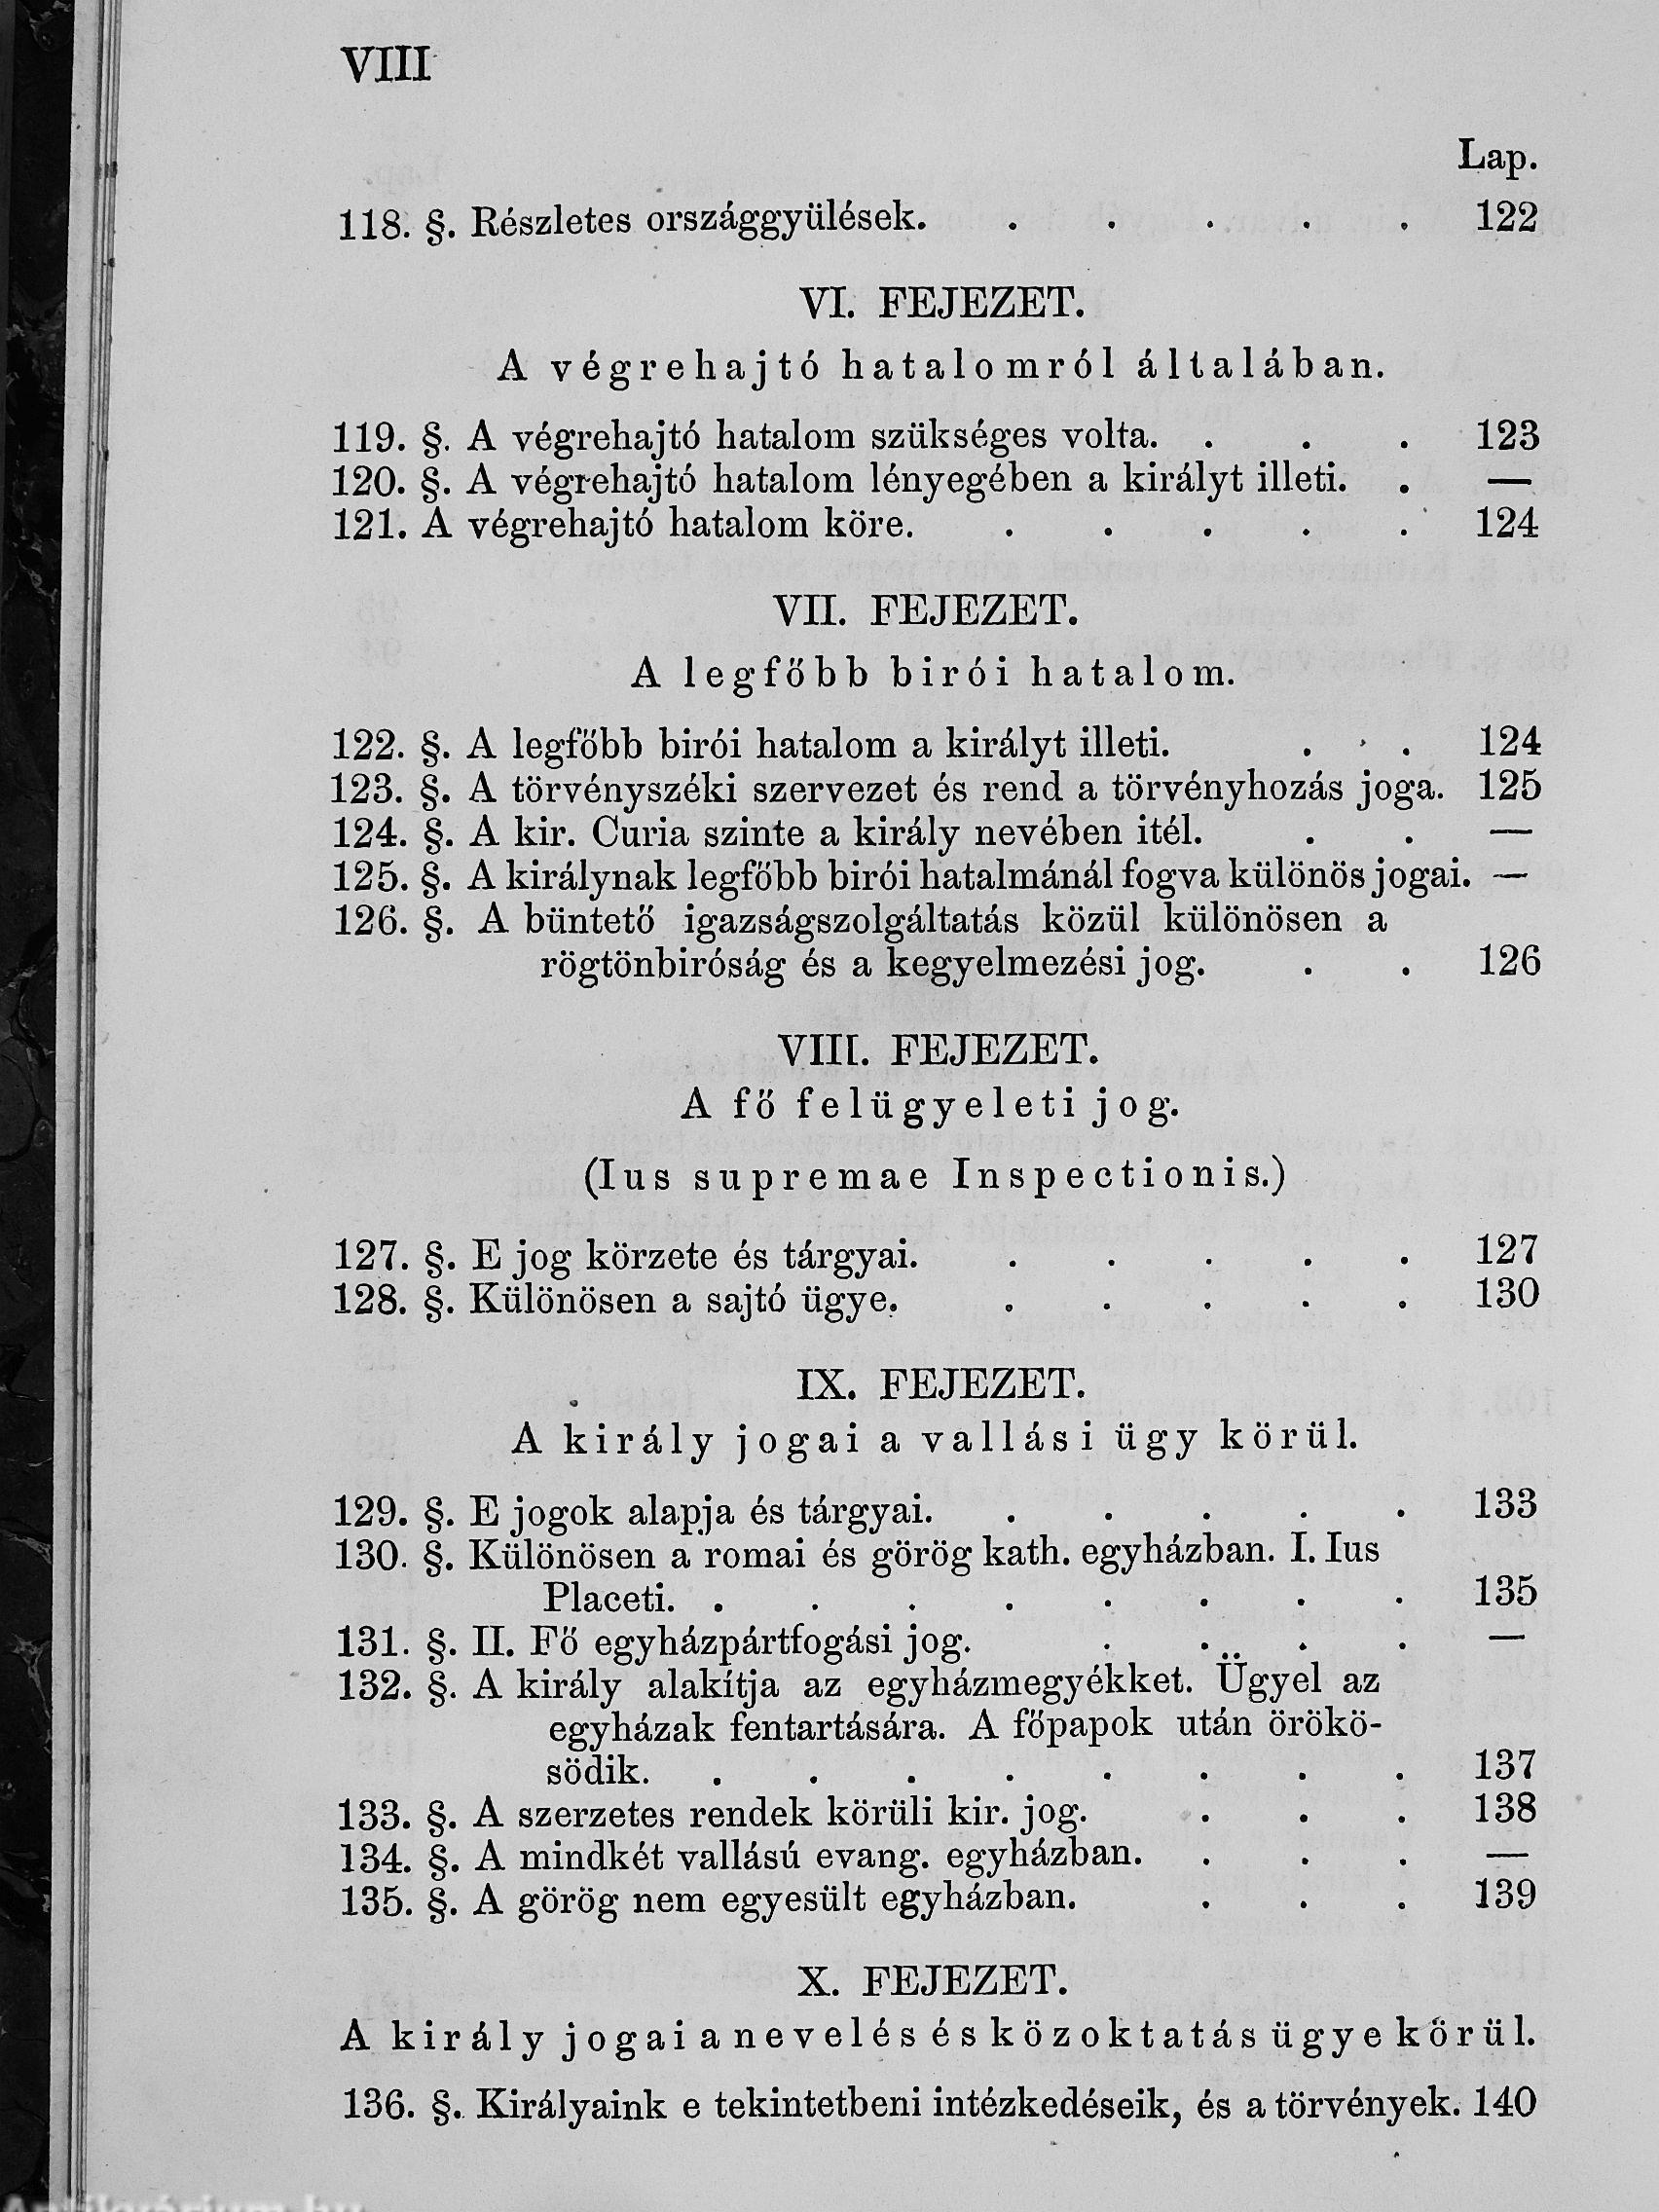 VIII
Lap.
118. §. Részletes országgyülések. . . . . . 122
VI. FEJEZET.
A végrehajtó hatalomról általában.
119. §. A végrehajtó hatalom szükséges volta. . . . 123
120. §. A végrehajtó hatalom lényegében a királyt illeti. . —
121. A végrehajtó hatalom köre. . . . . . 124
VII. FEJEZET.
A legfőbb birói hatalom.
122. §. A legfőbb birói hatalom a királyt illeti. . . 124
123. §. A törvényszéki szervezet és rend a törvényhozás joga. 125
124. §. A kir. Curia szinte a király nevében itél. . . —
125. §. A királynak legfőbb birói hatalmánál fogva különös jogai. —
126. §. A büntető igazságszolgáltatás közül különösen a
rögtönbiróság és a kegyelmezési jog. . . 126
VIII. FEJEZET.
A fő felügyeleti jog.
(Ius supremae Inspectionis.)
127. §. E jog körzete és tárgyai. . . . . . 127
128. §. Különösen a sajtó ügye. . . . . . 130
IX. FEJEZET.
A király jogai a vallási ügy körül.
129. §. E jogok alapja és tárgyai. . . . . . 133
130. §. Különösen a romai és görög kath. egyházban. I. Ius
Placeti. . . . . . . . . 135
131. §. II. Fő egyházpártfogási jog. . . . . —
132. §. A király alakítja az egyházmegyékket. Ügyel az
egyházak fentartására. A főpapok után örökö-
södik. . . . . . . . . 137
133. §. A szerzetes rendek körüli kir. jog. . . . 138
134. §. A mindkét vallású evang. egyházban. . . . —
135. §. A görög nem egyesült egyházban. . . . 139
X. FEJEZET.
A király jogai a nevelés és közoktatás ügye körül.
136. §. Királyaink e tekintetbeni intézkedéseik, és a törvények. 140